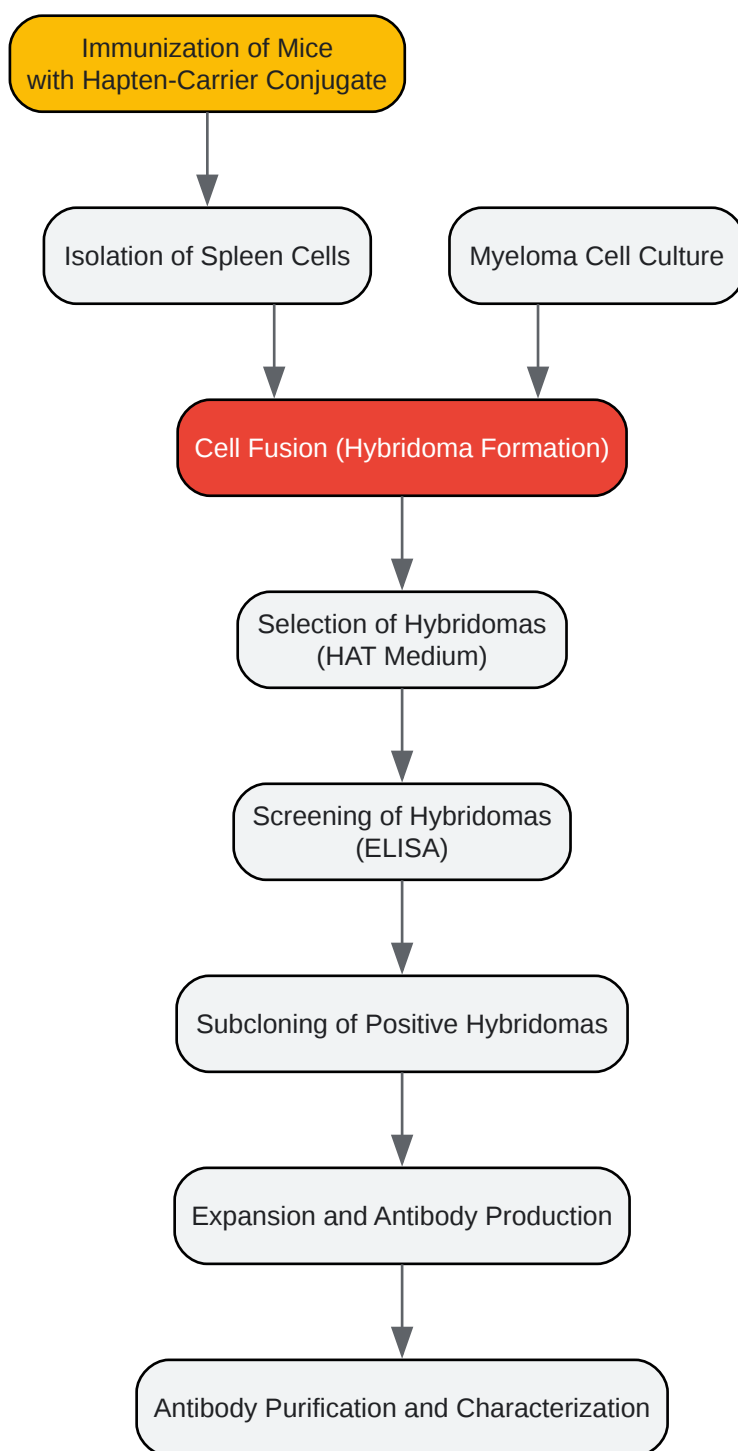 Immunization of Mice
with Hapten-Carrier Conjugate
Isolation of Spleen Cells
Myeloma Cell Culture
Cell Fusion (Hybridoma Formation)
Selection of Hybridomas
(HAT Medium)
Screening of Hybridomas
(ELISA)
Subcloning of Positive Hybridomas
Expansion and Antibody Production
Antibody Purification and Characterization